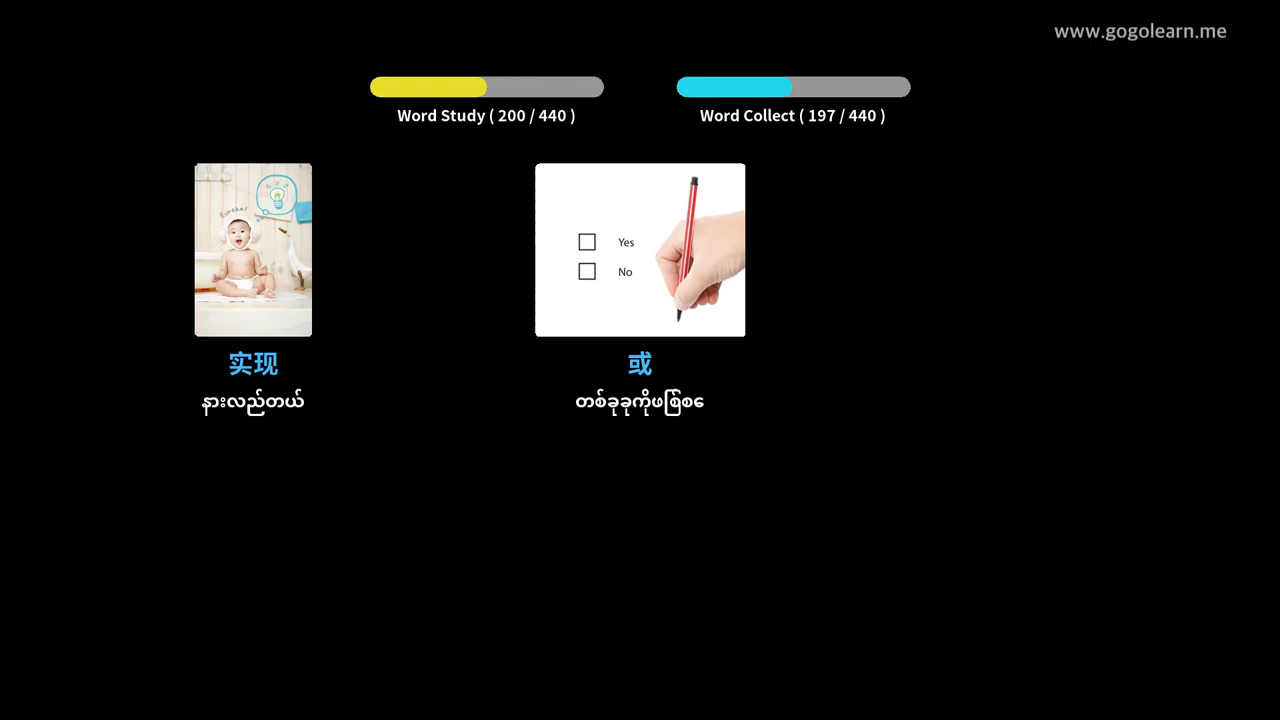 www.gogolearn.me
Word Study ( 200 / 440 )
Word Collect ( 197 / 440 )
Eureka!
Yes
No
实现
或
နားလည်တယ်
တစ်ခုခုကိုဖြစ်စေ